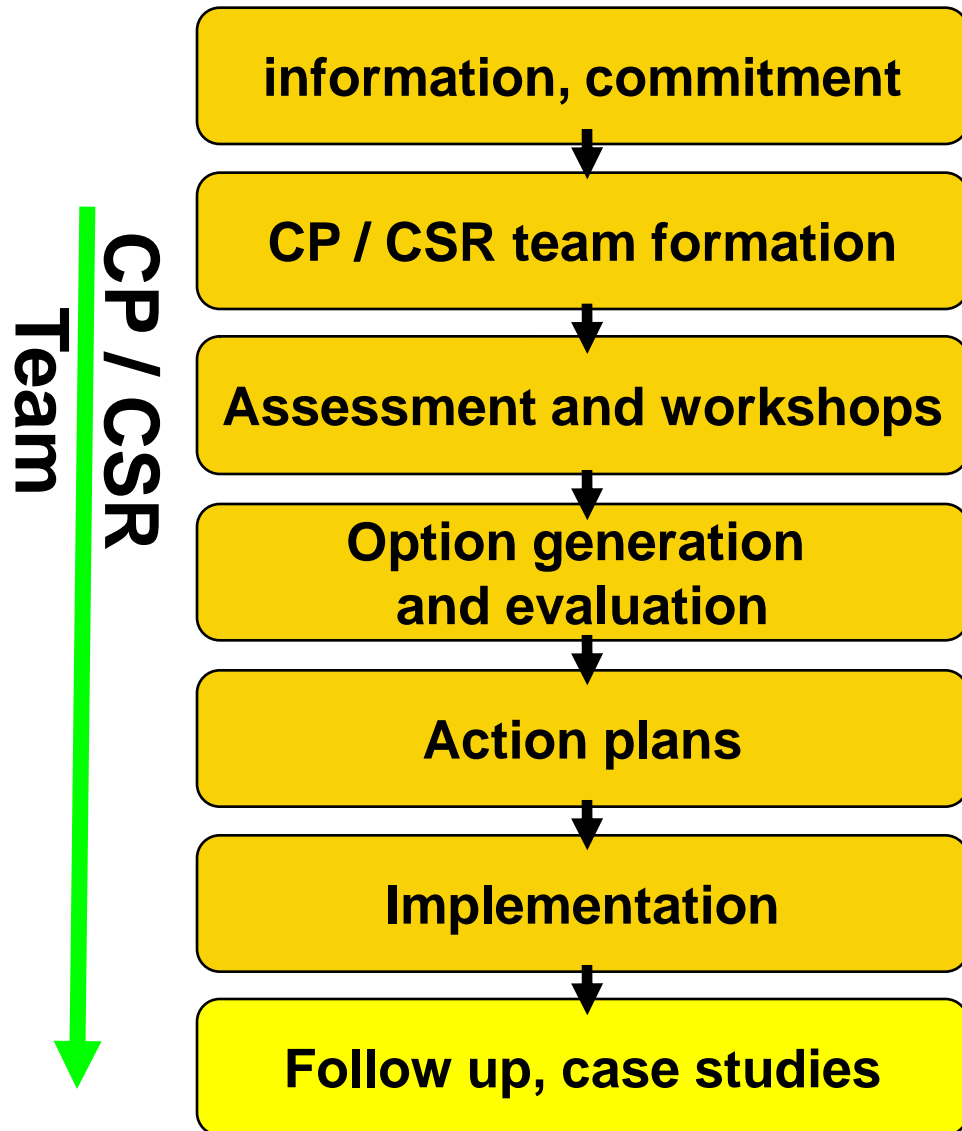 information, commitment
CP / CSR team formation
Assessment and workshops
Option generation
and evaluation
Action plans
Implementation
Follow up, case studies
CP / CSR
Team